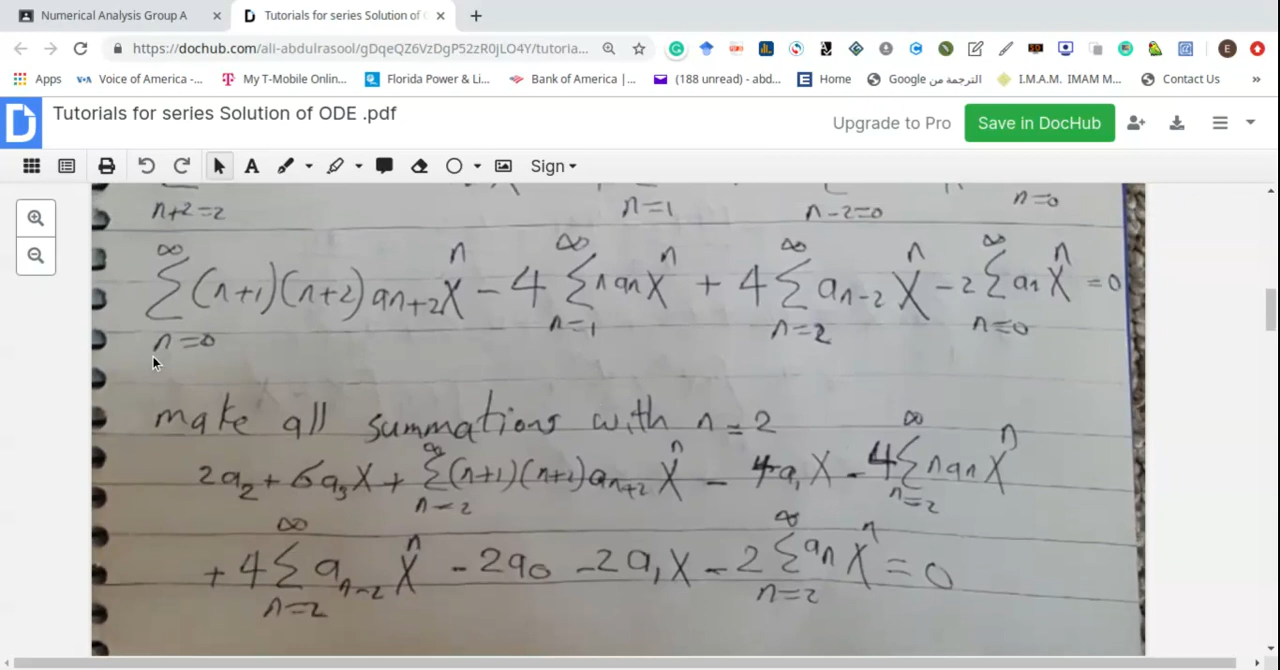 Numerical Analysis Group A
Tutorials for series Solution of O
https://dochub.com/ali-abdulrasool/gDqeQZ6VzDgP52zR0jLO4Y/tutoria...
Apps
Voice of America -...
My T-Mobile Onlin...
Florida Power & Li...
Bank of America |...
(188 unread) - abd...
Home
الترجمة من Google
I.M.A.M. IMAM M...
Contact Us
»
Tutorials for series Solution of ODE .pdf
Upgrade to Pro
Save in DocHub
Sign
n+2=2 n=1 n-2=0 n=0
∞ ∑ n=0 (n+1)(n+2) an+2 X^n - 4 ∞ ∑ n=1 n an X^n + 4 ∞ ∑ n=2 an-2 X^n - 2 ∞ ∑ n=0 an X^n = 0
make all summations with n = 2
2a2 + 6a3 X + ∞ ∑ n=2 (n+1)(n+2) an+2 X^n - 4a1 X - 4 ∞ ∑ n=2 n an X^n
+ 4 ∞ ∑ n=2 an-2 X^n - 2a0 - 2a1 X - 2 ∞ ∑ n=2 an X^n = 0